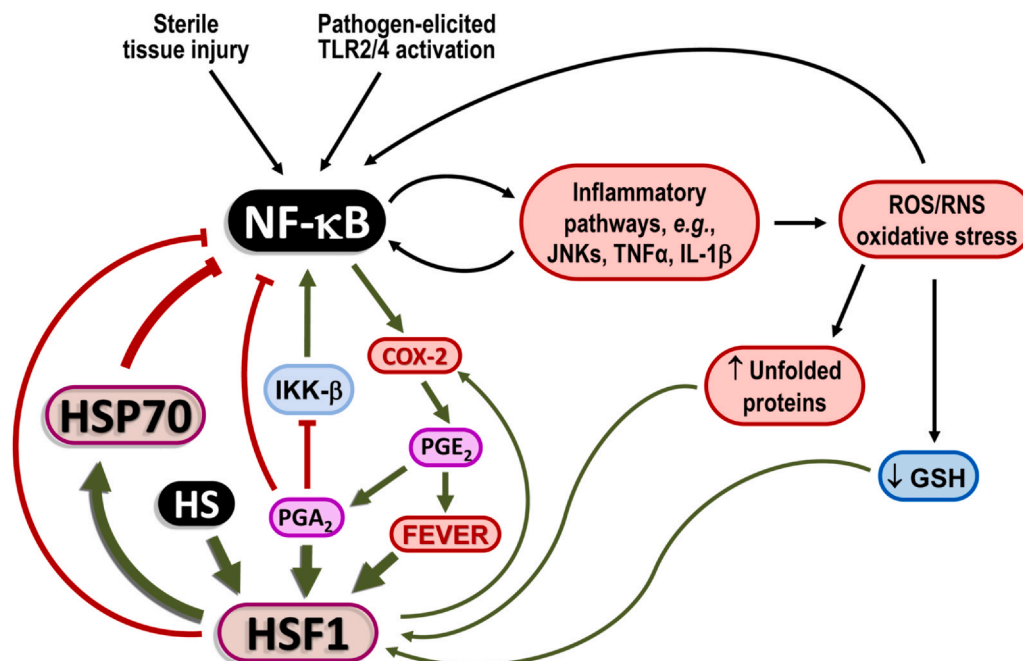 Sterile
tissue injury
Pathogen-elicited
TLR2/4 activation
NF-κB
Inflammatory
pathways, e.g.,
JNKs, TNFα, IL-1β
ROS/RNS
oxidative stress
COX-2
IKK-β
↑ Unfolded
proteins
HSP70
PGE₂
↓ GSH
HS
PGA₂
FEVER
HSF1